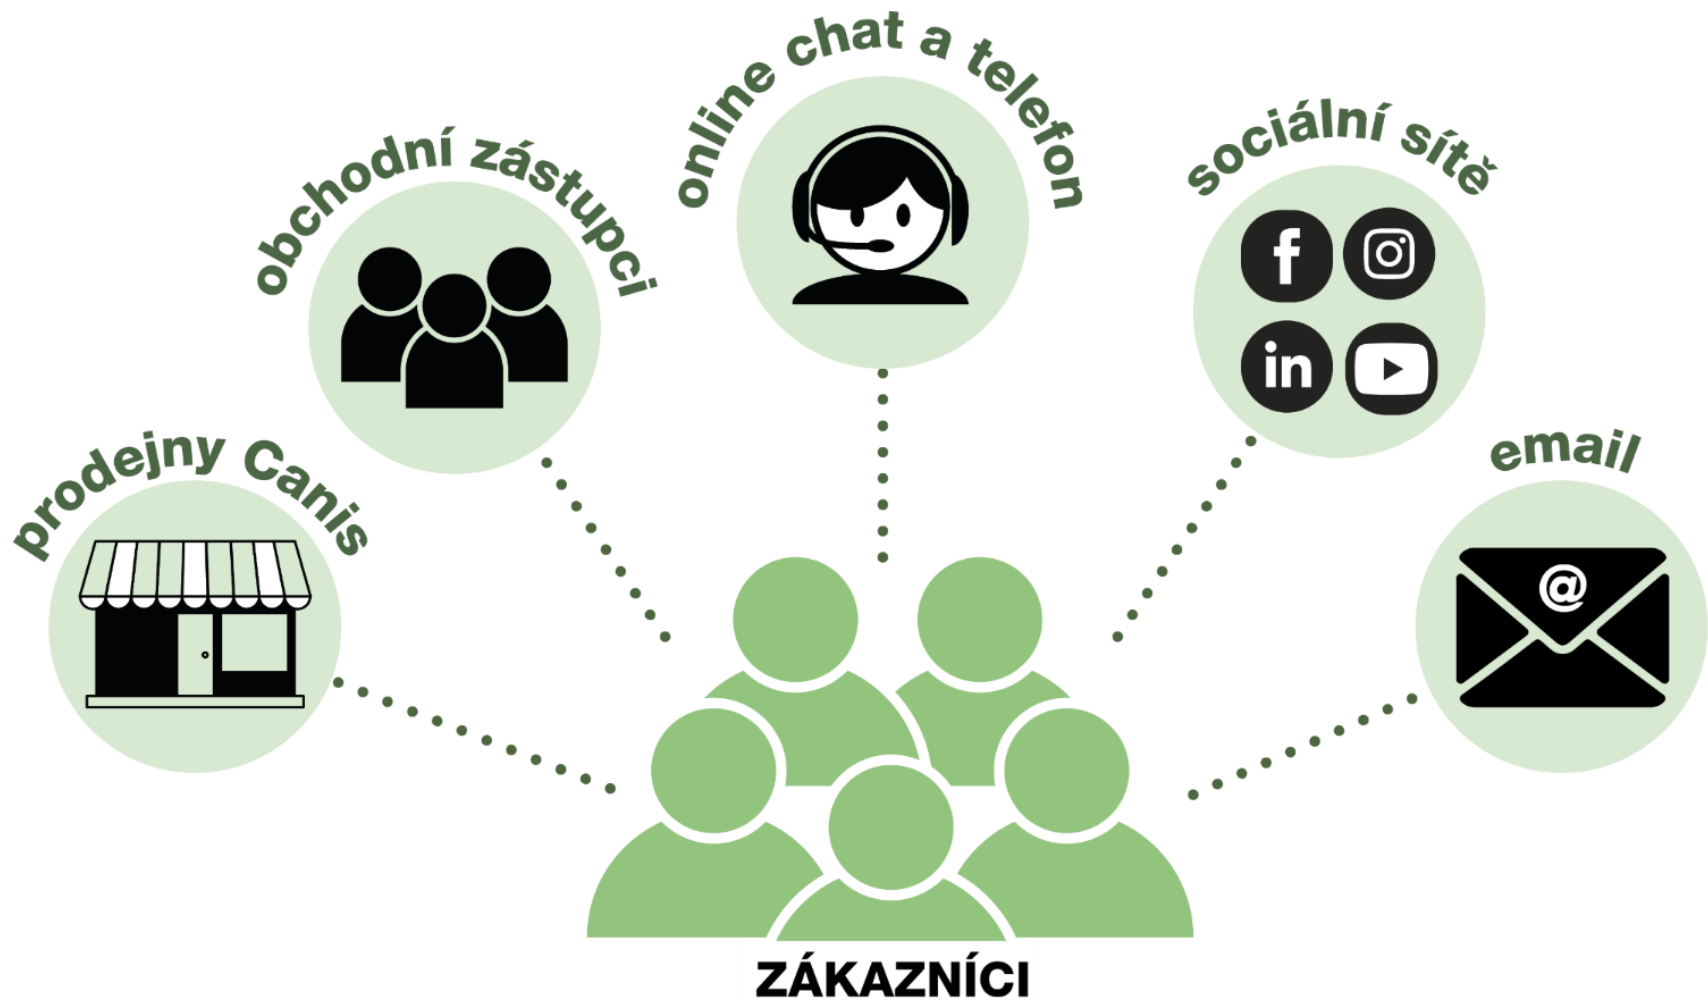 prodejny Canis
obchodní zástupci
online chat a telefon
sociální sítě
f
in
email
@
ZÁKAZNÍCI